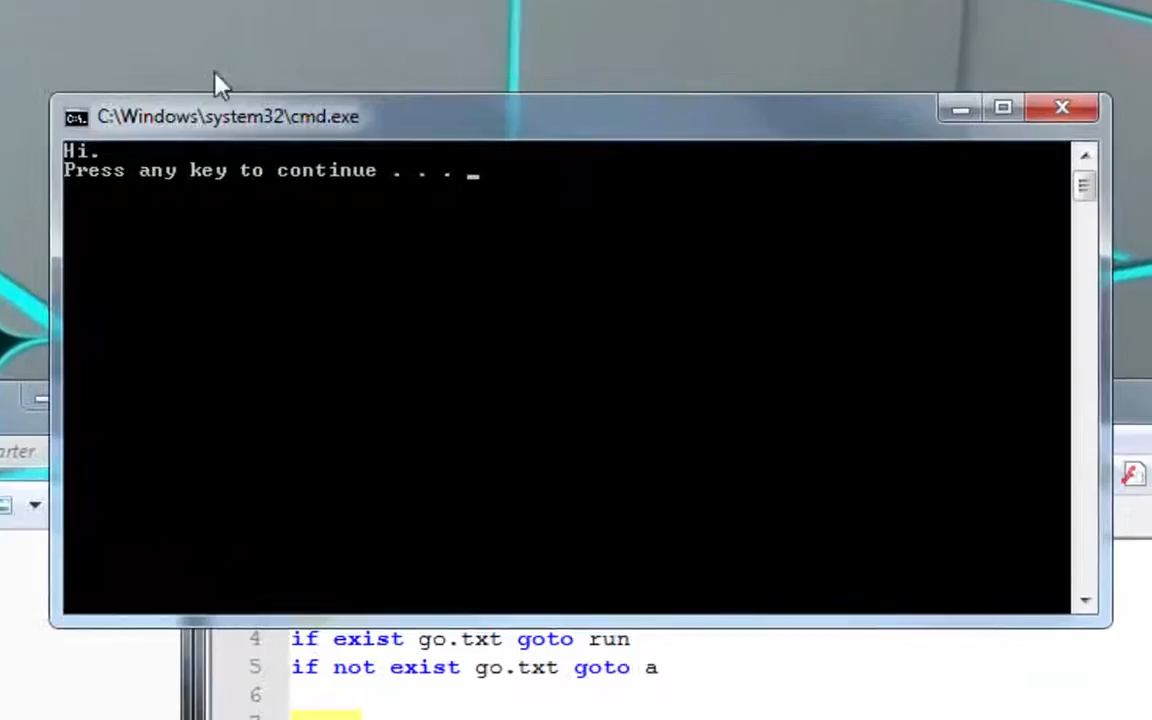 C:\Windows\system32\cmd.exe
Hi.
Press any key to continue . . . _
arter
4 if exist go.txt goto run
5 if not exist go.txt goto a
6